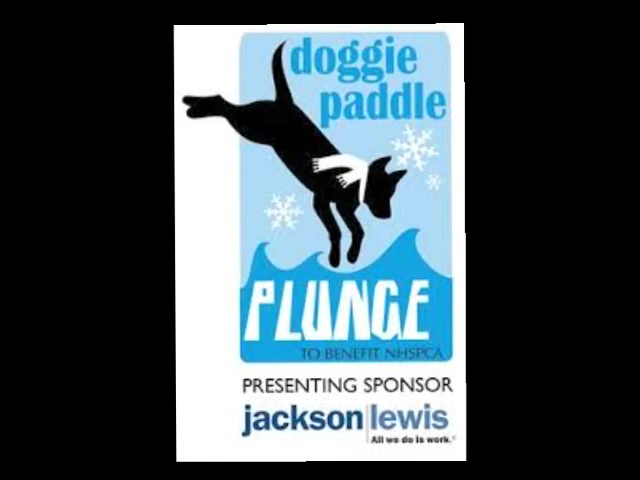 doggie
paddle
PLUNGE
TO BENEFIT NHSPCA
PRESENTING SPONSOR
jackson|lewis
All we do is work.®